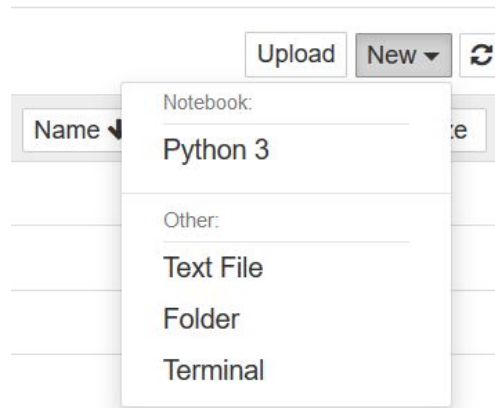 Upload New
Notebook:
Name
Python 3
Other:
Text File
Folder
Terminal